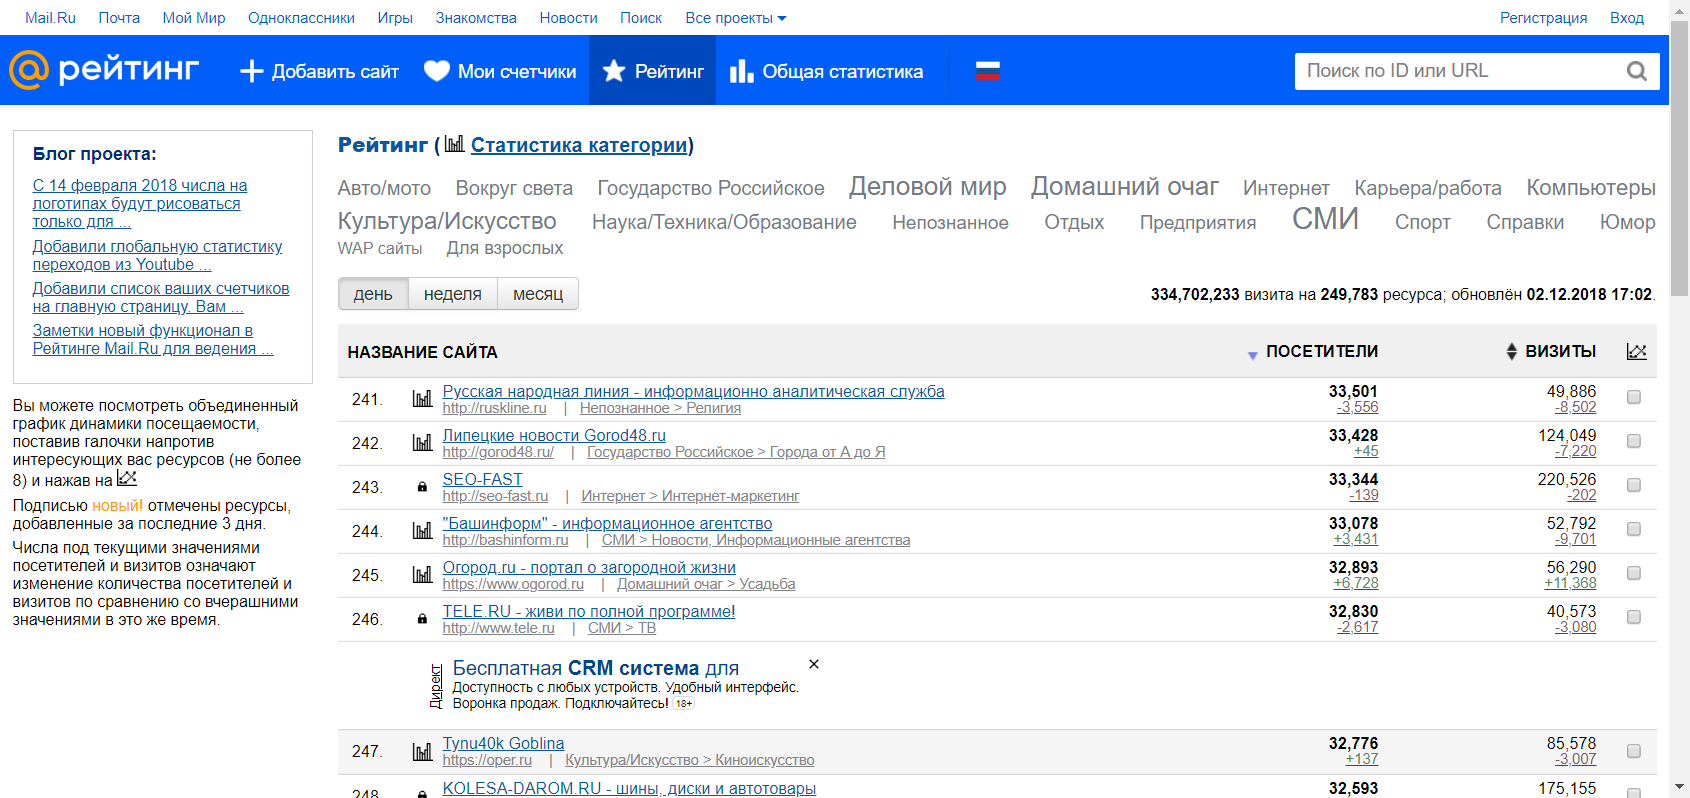 Mail.Ru Почта Мой Мир Одноклассники Игры Знакомства Новости Поиск Все проекты Регистрация Вход
@ рейтинг Добавить сайт Мои счетчики Рейтинг Общая статистика Поиск по ID или URL
Блог проекта:
С 14 февраля 2018 числа на
логотипах будут рисоваться
только для ...
Добавили глобальную статистику
переходов из Youtube ...
Добавили список ваших счетчиков
на главную страницу. Вам ...
Заметки новый функционал в
Рейтинге Mail.Ru для ведения ...
Вы можете посмотреть объединенный
график динамики посещаемости,
поставив галочки напротив
интересующих вас ресурсов (не более
8) и нажав на
Подписью новый! отмечены ресурсы,
добавленные за последние 3 дня.
Числа под текущими значениями
посетителей и визитов означают
изменение количества посетителей и
визитов по сравнению со вчерашними
значениями в это же время.
Рейтинг ( Статистика категории)
Авто/мото Вокруг света Государство Российское Деловой мир Домашний очаг Интернет Карьера/работа Компьютеры
Культура/Искусство Наука/Техника/Образование Непознанное Отдых Предприятия СМИ Спорт Справки Юмор
WAP сайты Для взрослых
день неделя месяц
334,702,233 визита на 249,783 ресурса; обновлён 02.12.2018 17:02.
НАЗВАНИЕ САЙТА ПОСЕТИТЕЛИ ВИЗИТЫ
241. Русская народная линия - информационно аналитическая служба 33,501 49,886
http://ruskline.ru | Непознанное > Религия -3,556 -8,502
242. Липецкие новости Gorod48.ru 33,428 124,049
http://gorod48.ru/ | Государство Российское > Города от А до Я +45 -7,220
243. SEO-FAST 33,344 220,526
http://seo-fast.ru | Интернет > Интернет-маркетинг -139 -202
244. "Башинформ" - информационное агентство 33,078 52,792
http://bashinform.ru | СМИ > Новости, Информационные агентства +3,431 -9,701
245. Огород.ru - портал о загородной жизни 32,893 56,290
https://www.ogorod.ru | Домашний очаг > Усадьба +6,728 +11,368
246. TELE.RU - живи по полной программе! 32,830 40,573
http://www.tele.ru | СМИ > ТВ -2,617 -3,080
Директ
Бесплатная CRM система для
Доступность с любых устройств. Удобный интерфейс.
Воронка продаж. Подключайтесь! 18+
247. Tynu40k Goblina 32,776 85,578
https://oper.ru | Культура/Искусство > Киноискусство +137 -3,007
248. KOLESA-DAROM.RU - шины, диски и автотовары 32,593 175,155